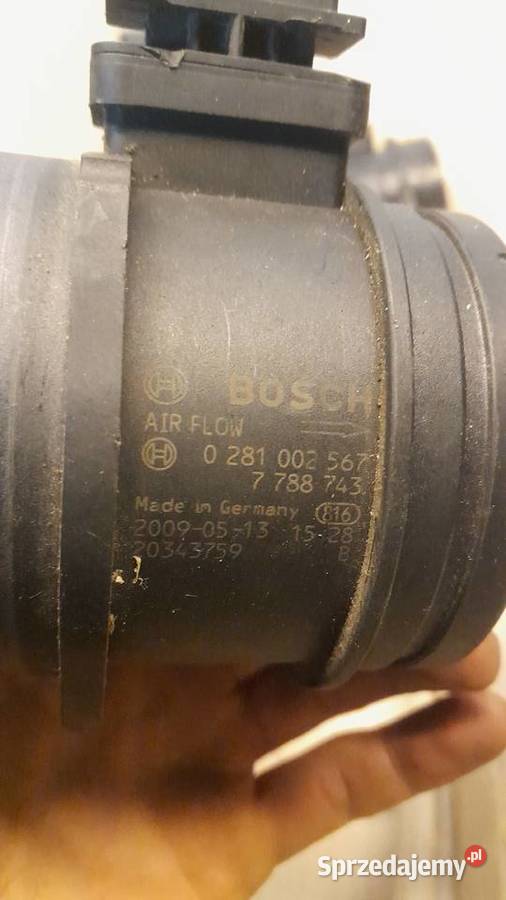 BOSCH
AIR FLOW
0 281 002 567
7 788 743
Made in Germany 816
2009-05-13 15:28
20343759 B
Sprzedajemy.pl